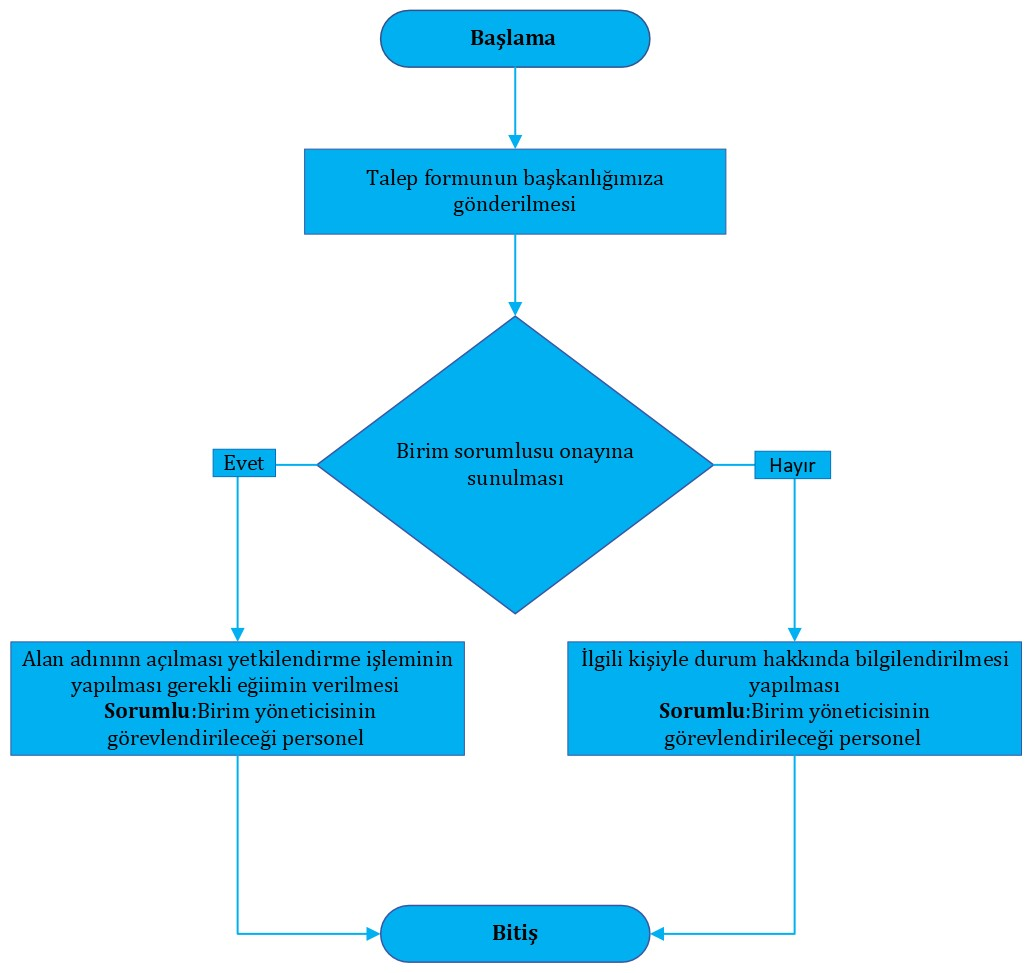 Başlama
Talep formunun başkanlığımıza
gönderilmesi
Birim sorumlusu onayına
sunulması
Evet
Hayır
Alan adınınn açılması yetkilendirme işleminin
yapılması gerekli eğiimin verilmesi
Sorumlu:Birim yöneticisinin
görevlendirileceği personel
İlgili kişiyle durum hakkında bilgilendirilmesi
yapılması
Sorumlu:Birim yöneticisinin
görevlendirileceği personel
Bitiş